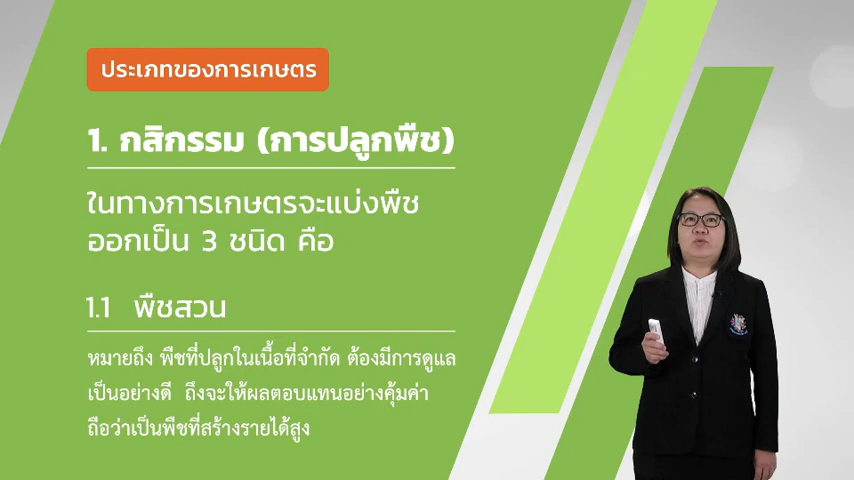 ประเภทของการเกษตร
1. กสิกรรม (การปลูกพืช)
ในทางการเกษตรจะแบ่งพืช
ออกเป็น 3 ชนิด คือ
1.1 พืชสวน
หมายถึง พืชที่ปลูกในเนื้อที่จำกัด ต้องมีการดูแล
เป็นอย่างดี ถึงจะให้ผลตอบแทนอย่างคุ้มค่า
ถือว่าเป็นพืชที่สร้างรายได้สูง